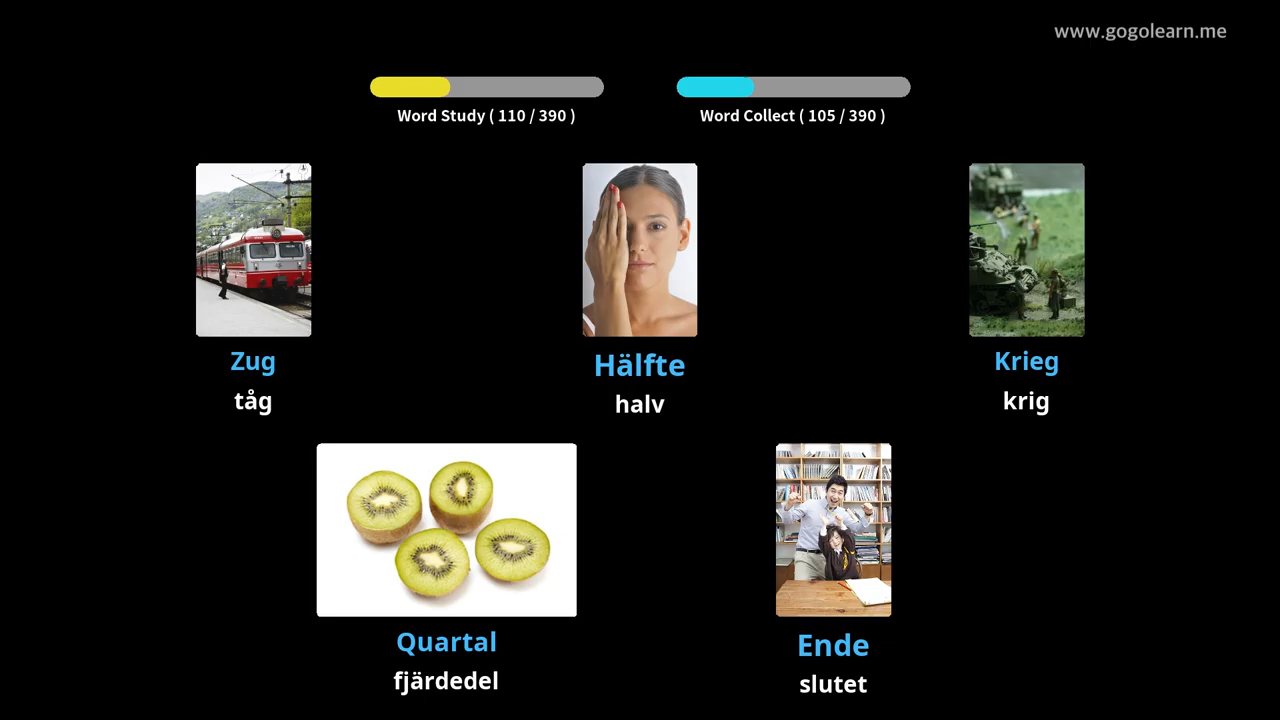 www.gogolearn.me
Word Study ( 110 / 390 )
Word Collect ( 105 / 390 )
Zug
tåg
Hälfte
halv
Krieg
krig
Quartal
fjärdedel
Ende
slutet